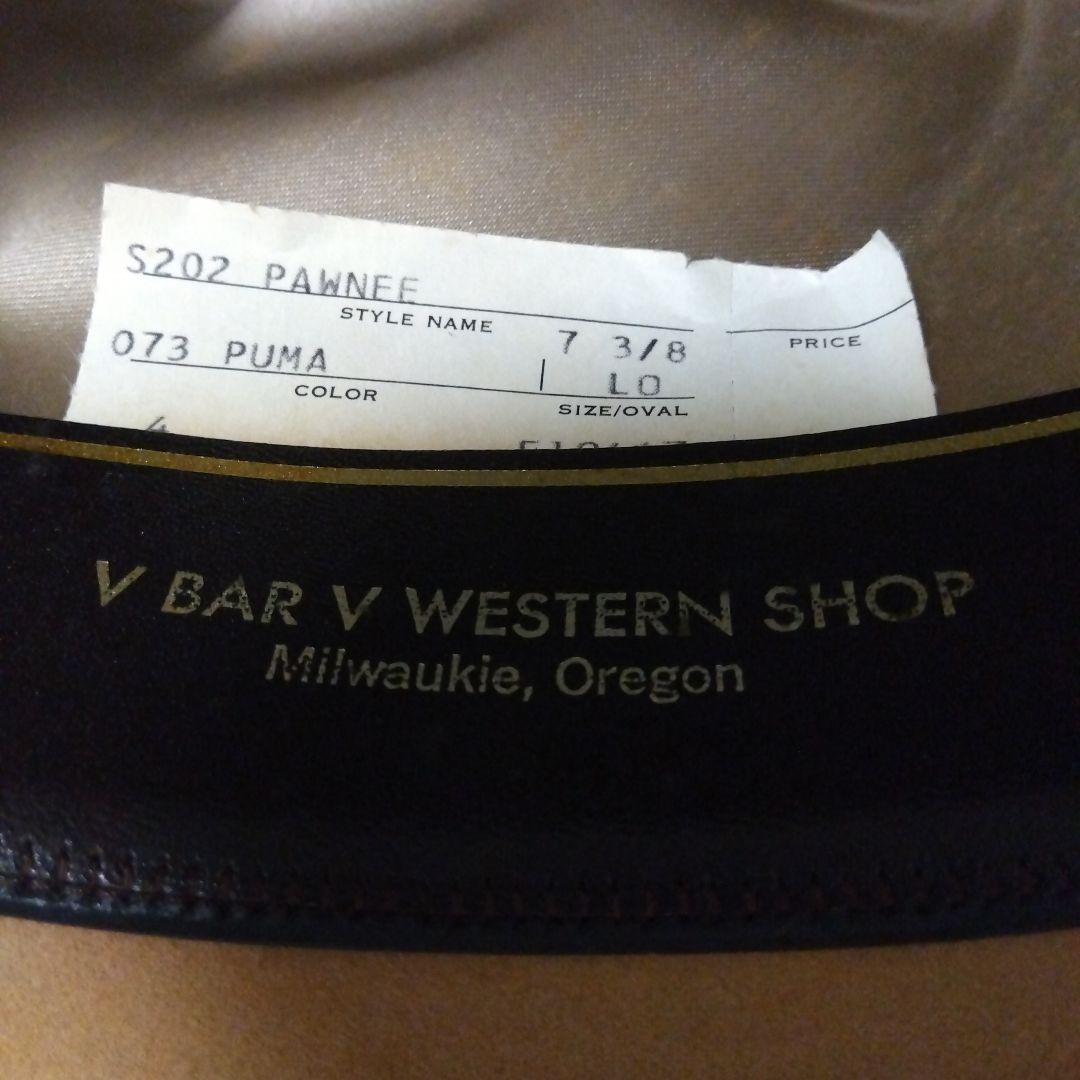 S202 PAWNEE
STYLE NAME
PRICE
073 PUMA
7 3/8
LO
COLOR
SIZE/OVAL
V BAR V WESTERN SHOP
Milwaukie, Oregon